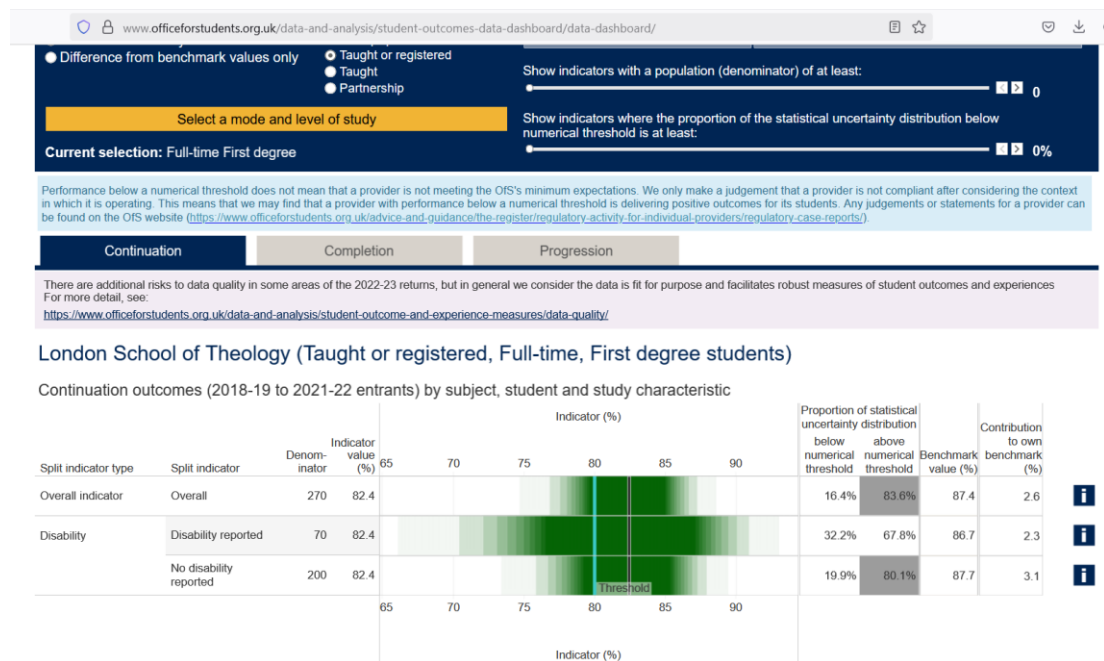 www.officeforstudents.org.uk/data-and-analysis/student-outcomes-data-dashboard/data-dashboard/
Difference from benchmark values only
Taught or registered
Taught
Partnership
Show indicators with a population (denominator) of at least:
0
Select a mode and level of study
Show indicators where the proportion of the statistical uncertainty distribution below
numerical threshold is at least:
0%
Current selection: Full-time First degree
Performance below a numerical threshold does not mean that a provider is not meeting the OfS's minimum expectations. We only make a judgement that a provider is not compliant after considering the context
in which it is operating. This means that we may find that a provider with performance below a numerical threshold is delivering positive outcomes for its students. Any judgements or statements for a provider can
be found on the OfS website (https://www.officeforstudents.org.uk/advice-and-guidance/the-register/regulatory-activity-for-individual-providers/regulatory-case-reports/).
Continuation Completion Progression
There are additional risks to data quality in some areas of the 2022-23 returns, but in general we consider the data is fit for purpose and facilitates robust measures of student outcomes and experiences
For more detail, see:
https://www.officeforstudents.org.uk/data-and-analysis/student-outcome-and-experience-measures/data-quality/
London School of Theology (Taught or registered, Full-time, First degree students)
Continuation outcomes (2018-19 to 2021-22 entrants) by subject, student and study characteristic
Split indicator type
Split indicator
Denom-
inator
Indicator
value
(%)
Indicator (%)
65 70 75 80 85 90
Proportion of statistical
uncertainty distribution
below
numerical
threshold
above
numerical
threshold
Benchmark
value (%)
Contribution
to own
benchmark
(%)
Overall indicator Overall 270 82.4 16.4% 83.6% 87.4 2.6
Disability Disability reported 70 82.4 32.2% 67.8% 86.7 2.3
No disability
reported
200 82.4 19.9% 80.1% 87.7 3.1
Threshold
65 70 75 80 85 90
Indicator (%)